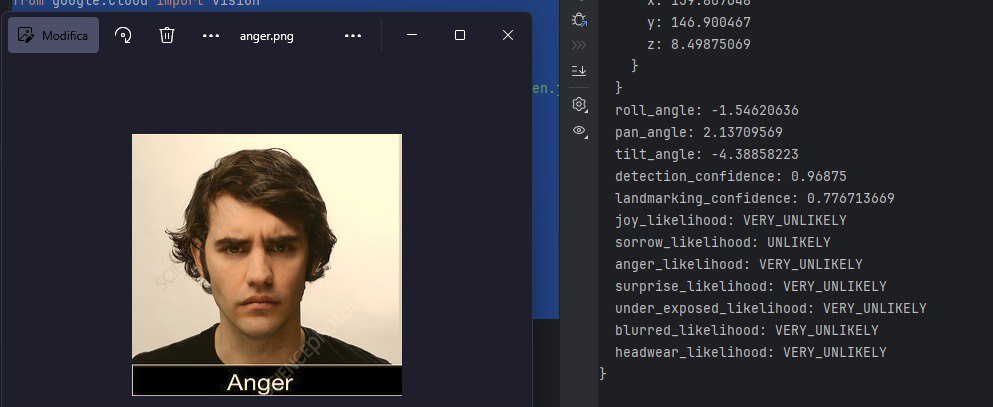 from google.cloud import vision
Modifica
anger.png
en.j
Anger
x: 139.807648
y: 146.900467
z: 8.49875069
}
}
roll_angle: -1.54620636
pan_angle: 2.13709569
tilt_angle: -4.38858223
detection_confidence: 0.96875
landmarking_confidence: 0.776713669
joy_likelihood: VERY_UNLIKELY
sorrow_likelihood: UNLIKELY
anger_likelihood: VERY_UNLIKELY
surprise_likelihood: VERY_UNLIKELY
under_exposed_likelihood: VERY_UNLIKELY
blurred_likelihood: VERY_UNLIKELY
headwear_likelihood: VERY_UNLIKELY
}